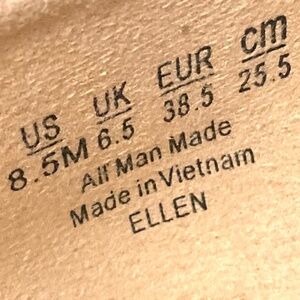 US UK EUR cm
8.5M 6.5 38.5 25.5
All Man Made
Made in Vietnam
ELLEN